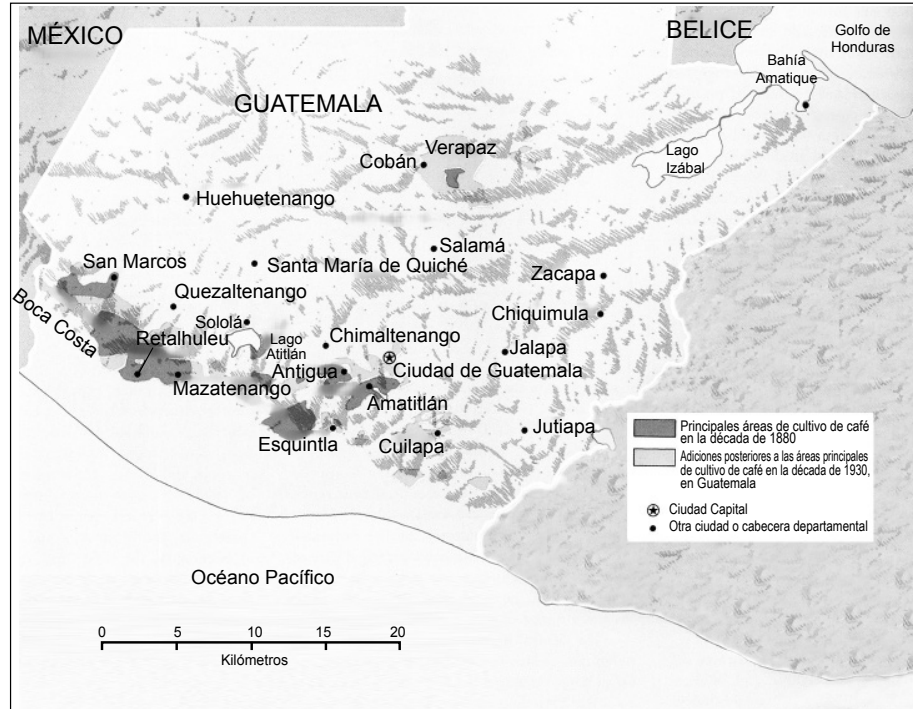 MÉXICO
BELICE
Golfo de
Honduras
Bahía
Amatique
GUATEMALA
Verapaz
Cobán
Lago
Izábal
Huehuetenango
Salamá
San Marcos
Santa María de Quiché
Zacapa
Quezaltenango
Boca Costa
Chiquimula
Sololá
Retalhuleu
Lago
Atitlán
Chimaltenango
Jalapa
Antigua
Ciudad de Guatemala
Mazatenango
Amatitlán
Esquintla
Cuilapa
Jutiapa
Principales áreas de cultivo de café
en la década de 1880
Adiciones posteriores a las áreas principales
de cultivo de café en la década de 1930,
en Guatemala
Ciudad Capital
Otra ciudad o cabecera departamental
Océano Pacífico
0 5 10 15 20
Kilómetros